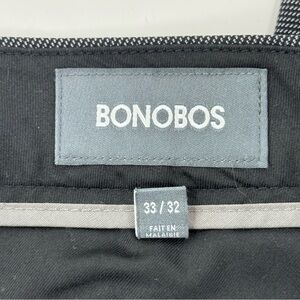 BONOBOS
33 / 32
FAIT EN
MALAISIE